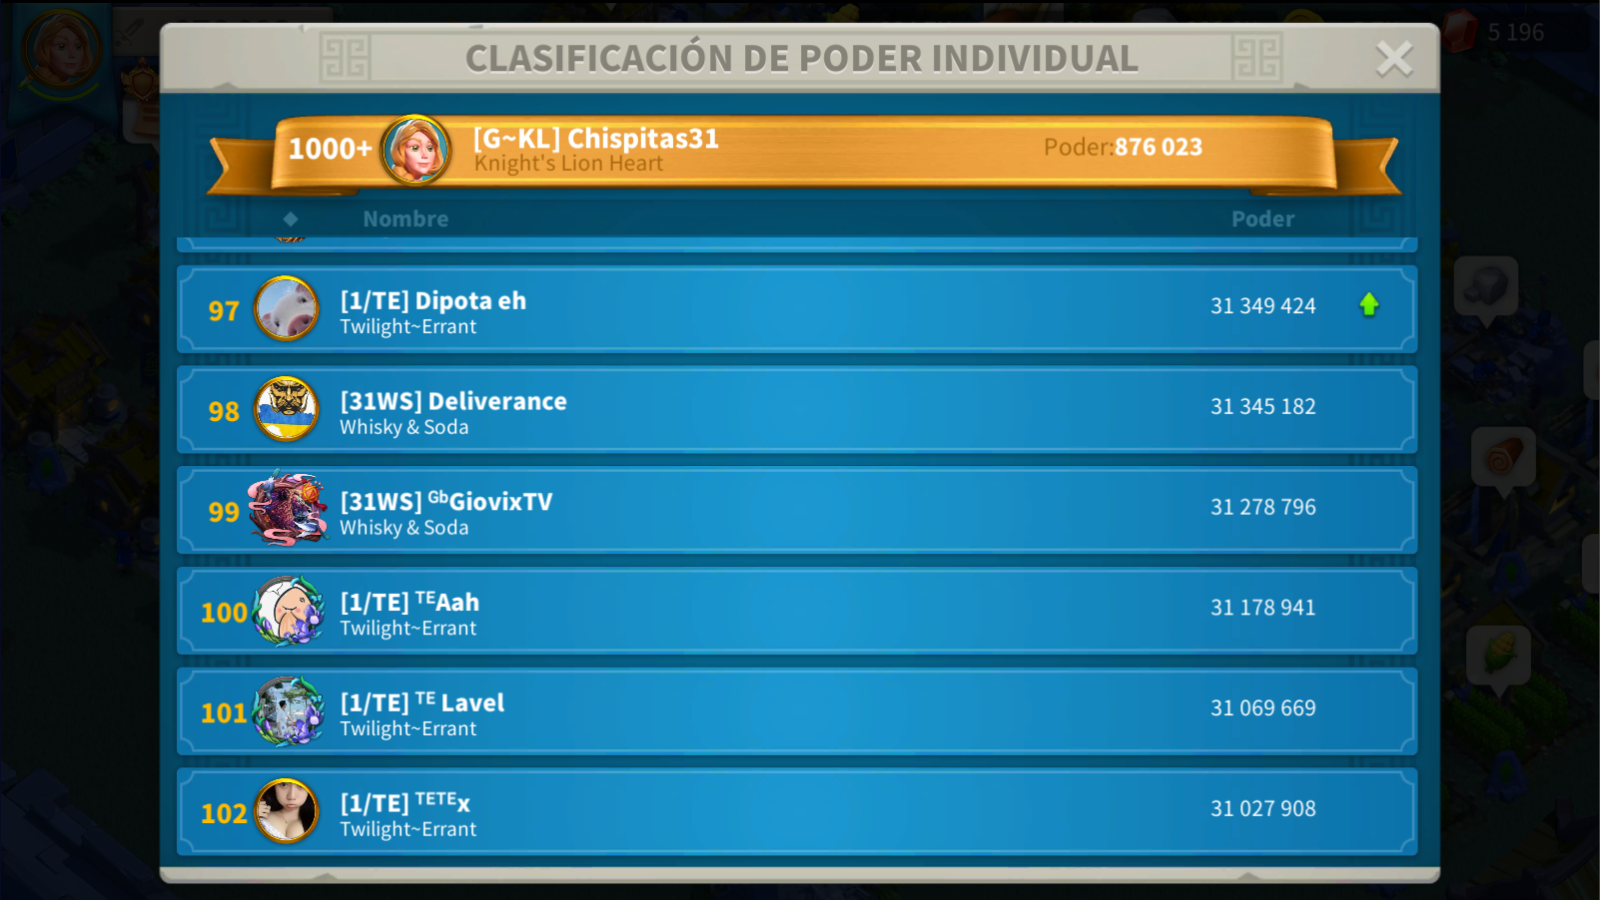 5 196
CLASIFICACIÓN DE PODER INDIVIDUAL
1000+
[G~KL] Chispitas31
Knight's Lion Heart
Poder:876 023
Nombre
Poder
97
[1/TE] Dipota eh
Twilight~Errant
31 349 424
98
[31WS] Deliverance
Whisky & Soda
31 345 182
99
[31WS] ᴳᵇGiovixTV
Whisky & Soda
31 278 796
100
[1/TE] ᵀᴱAah
Twilight~Errant
31 178 941
101
[1/TE] ᵀᴱ Lavel
Twilight~Errant
31 069 669
102
[1/TE] ᵀᴱᵀᴱx
Twilight~Errant
31 027 908